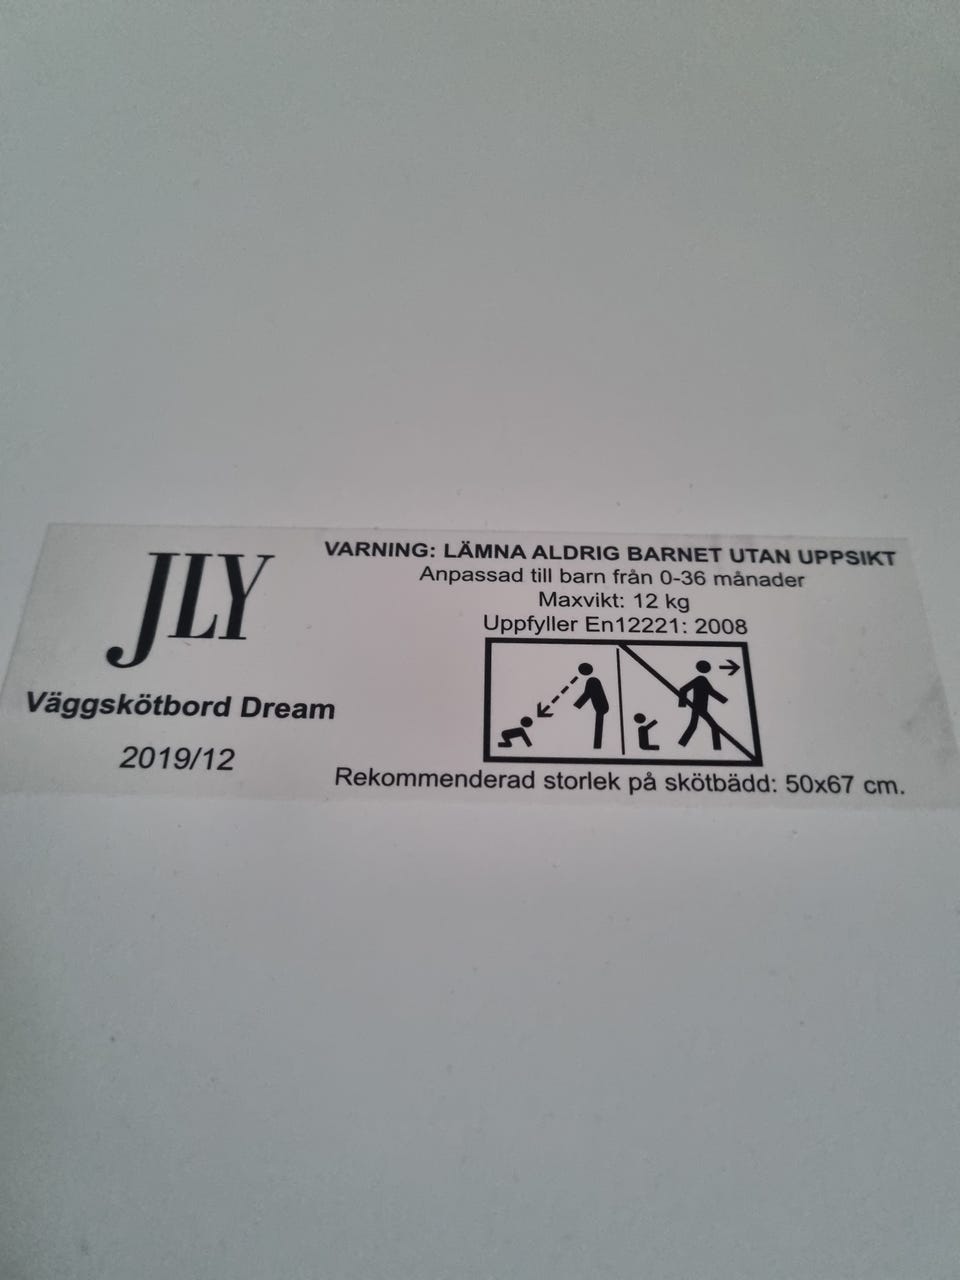 JLY
Väggskötbord Dream
2019/12
VARNING: LÄMNA ALDRIG BARNET UTAN UPPSIKT
Anpassad till barn från 0-36 månader
Maxvikt: 12 kg
Uppfyller En12221: 2008
Rekommenderad storlek på skötbädd: 50x67 cm.